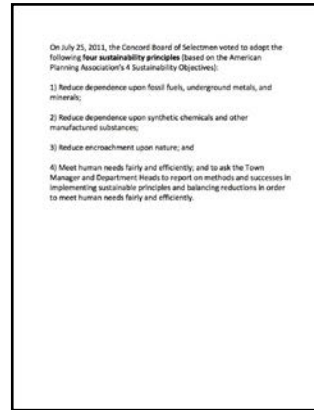 On July 25, 2011, the Concord Board of Selectmen voted to adopt the
following four sustainability principles (based on the American
Planning Association's 4 Sustainability Objectives):
1) Reduce dependence upon fossil fuels, underground metals, and
minerals;
2) Reduce dependence upon synthetic chemicals and other
manufactured substances;
3) Reduce encroachment upon nature; and
4) Meet human needs fairly and efficiently; and to ask the Town
Manager and Department Heads to report on methods and successes in
implementing sustainable principles and balancing reductions in order
to meet human needs fairly and efficiently.